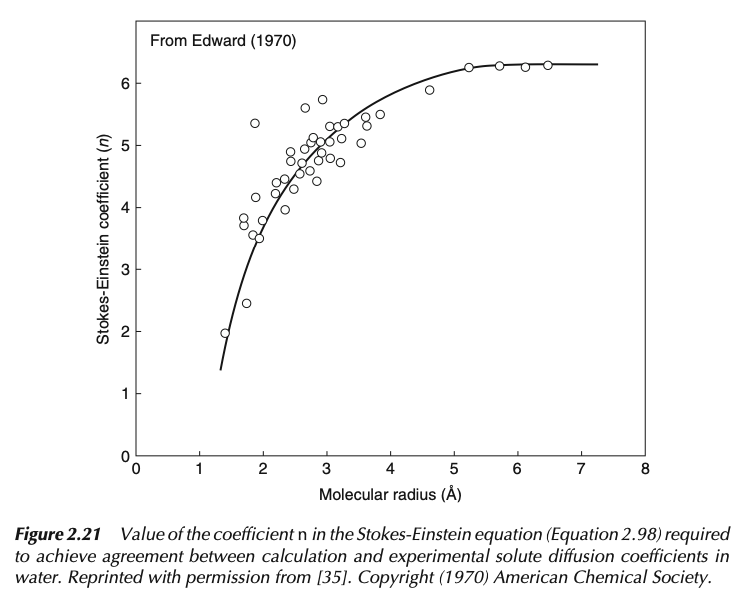 From Edward (1970)
Stokes-Einstein coefficient (n)
6
5
4
3
2
1
0
0 1 2 3 4 5 6 7 8
Molecular radius (Å)
Figure 2.21 Value of the coefficient n in the Stokes-Einstein equation (Equation 2.98) required
to achieve agreement between calculation and experimental solute diffusion coefficients in
water. Reprinted with permission from [35]. Copyright (1970) American Chemical Society.